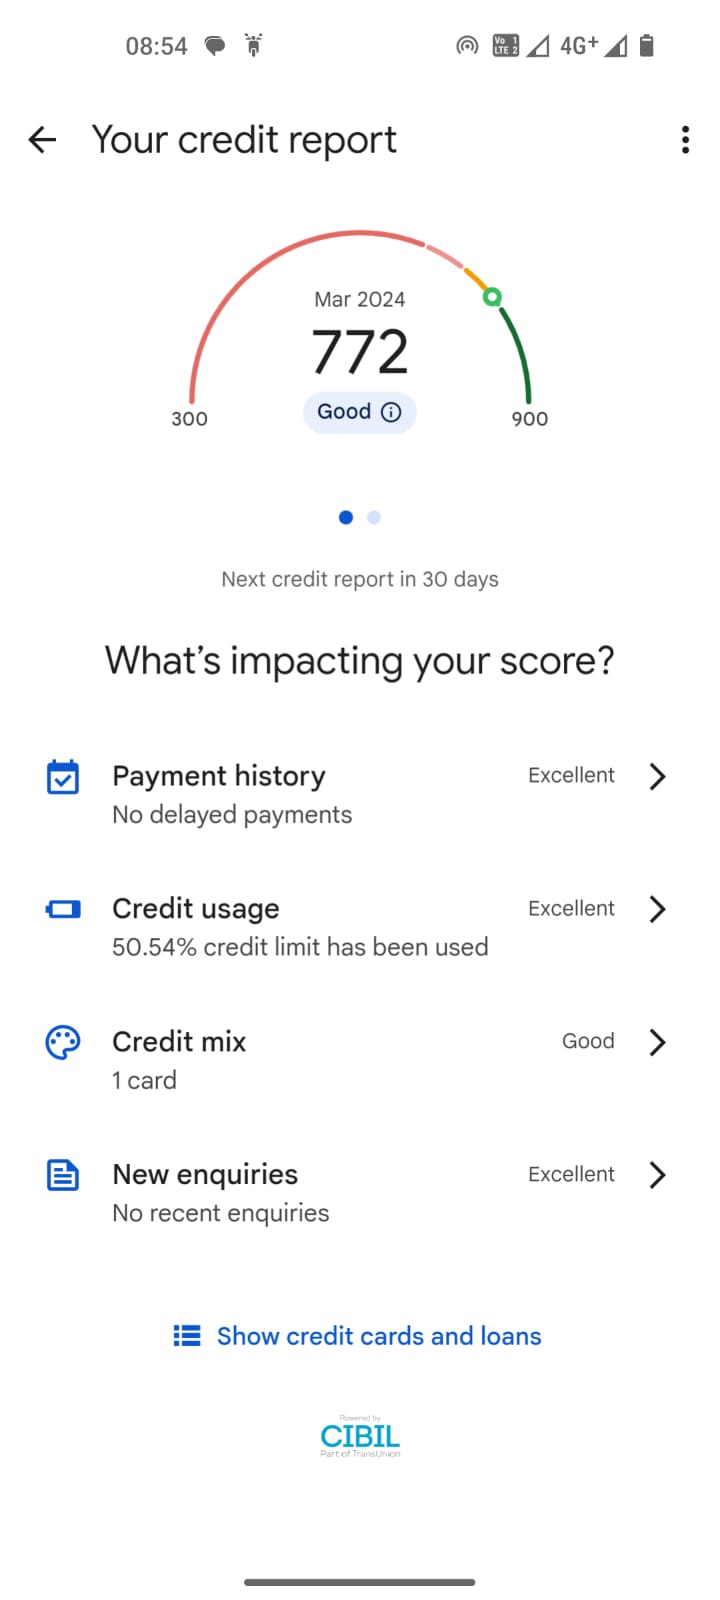 08:54
Vo 1
LTE 2
4G+
Your credit report
Mar 2024
772
Good
300
900
Next credit report in 30 days
What's impacting your score?
Payment history
Excellent
No delayed payments
Credit usage
Excellent
50.54% credit limit has been used
Credit mix
Good
1 card
New enquiries
Excellent
No recent enquiries
Show credit cards and loans
Powered by
CIBIL
Part of TransUnion